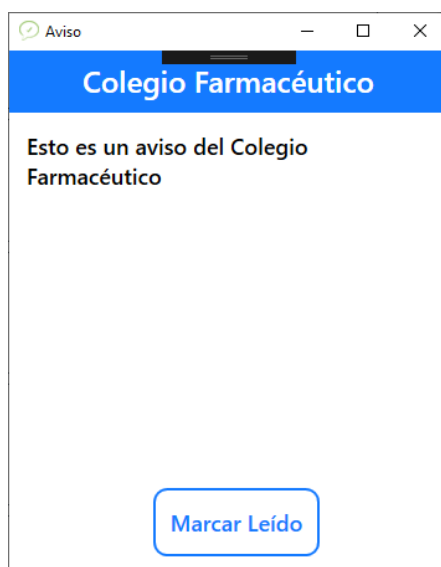 Aviso
Colegio Farmacéutico
Esto es un aviso del Colegio
Farmacéutico
Marcar Leído